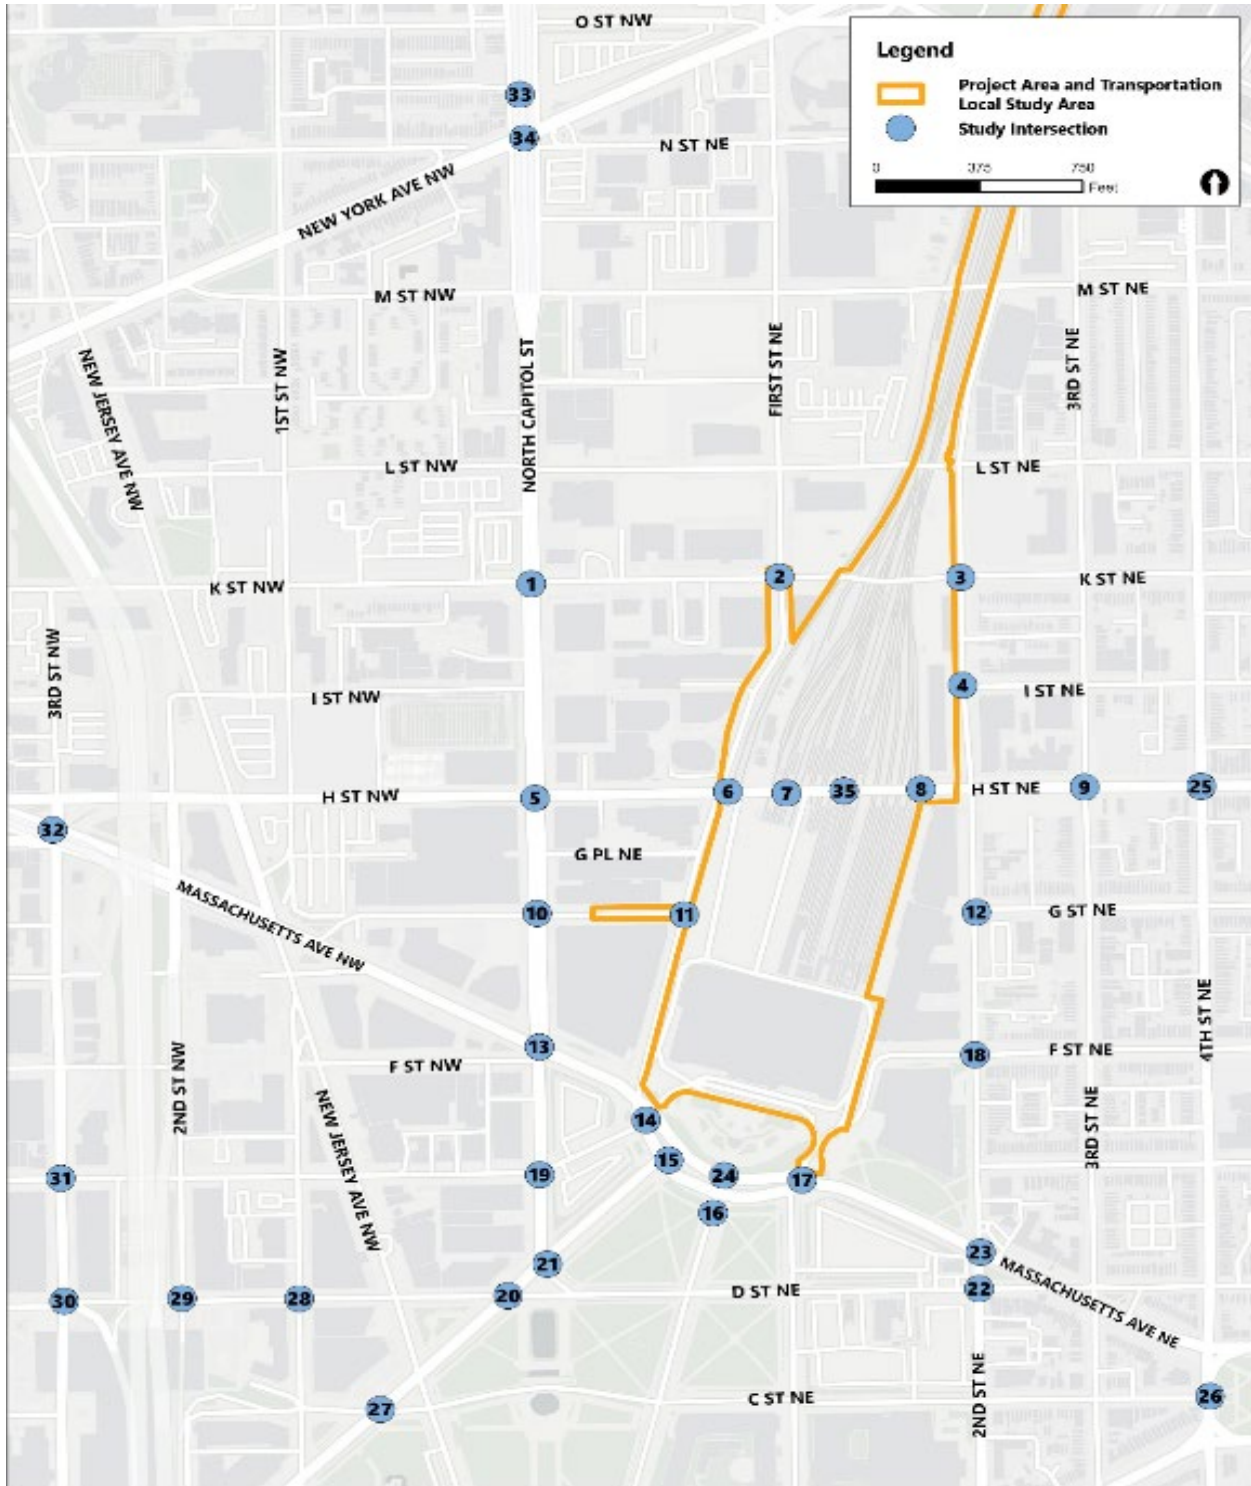 O ST NW
Legend
Project Area and Transportation
Local Study Area
Study Intersection
0 375 750
Feet
33
34
N ST NE
NEW YORK AVE NW
M ST NW
M ST NE
NEW JERSEY AVE NW
1ST ST NW
NORTH CAPITOL ST
FIRST ST NE
3RD ST NE
L ST NW
L ST NE
K ST NW
1
2
3
K ST NE
3RD ST NW
I ST NW
4
I ST NE
H ST NW
5
6
7
35
8
H ST NE
9
25
32
G PL NE
MASSACHUSETTS AVE NW
10
11
12
G ST NE
4TH ST NE
2ND ST NW
F ST NW
13
18
F ST NE
NEW JERSEY AVE NW
14
3RD ST NE
15
31
19
24
17
16
21
23
MASSACHUSETTS AVE NE
30
29
28
20
D ST NE
22
27
C ST NE
2ND ST NE
26